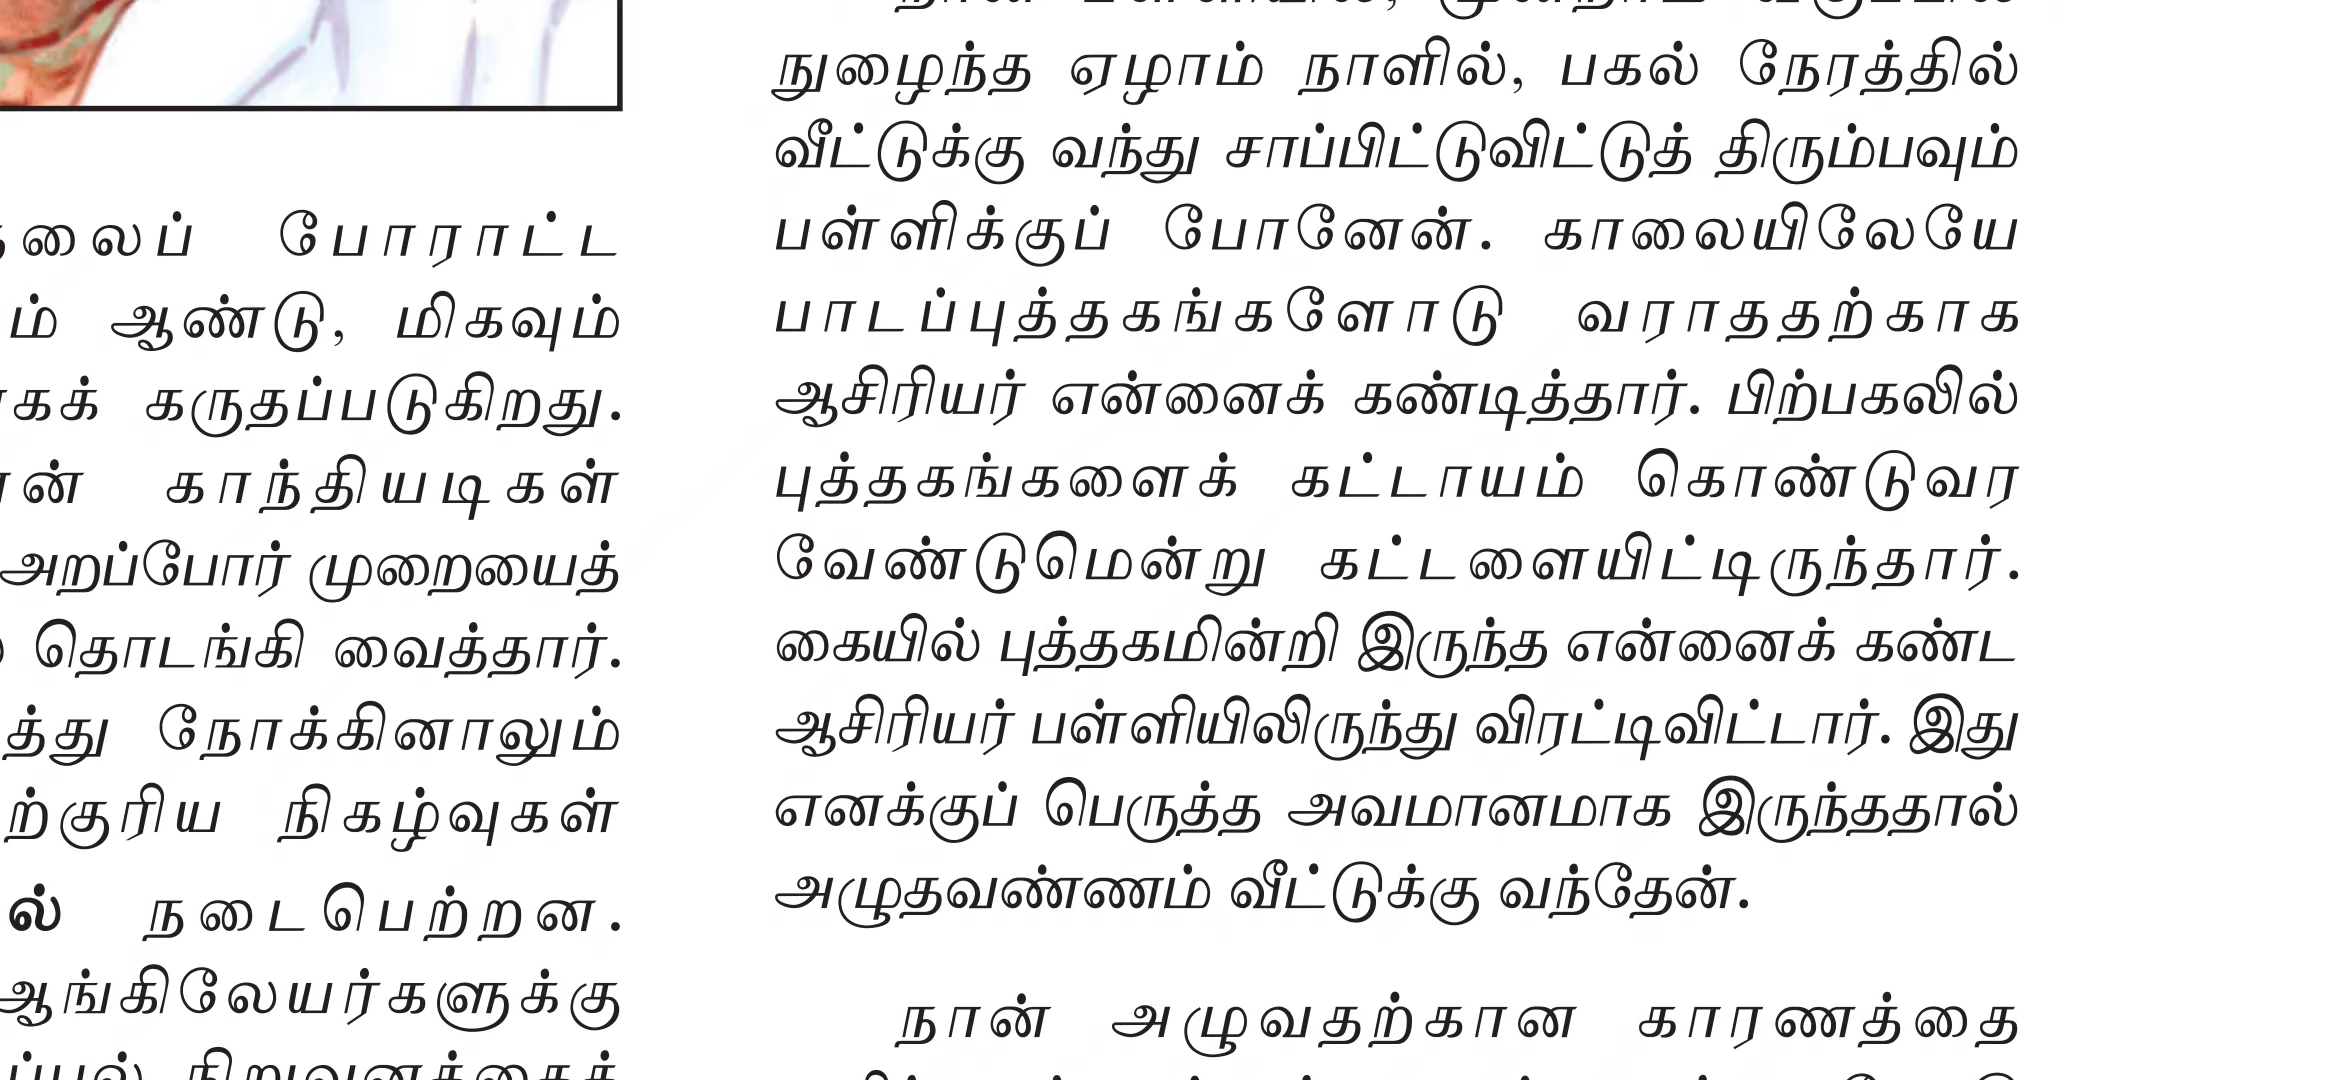 போராட்ட
ஆண்டு, மிகவும்
கருதப்படுகிறது.
காந்தியடிகள்
அறப்போர் முறையைத்
தொடங்கி வைத்தார்.
நோக்கினாலும்
நிகழ்வுகள்
நடைபெற்றன.
ஆங்கிலேயர்களுக்கு
நுழைந்த ஏழாம் நாளில், பகல் நேரத்தில்
வீட்டுக்கு வந்து சாப்பிட்டுவிட்டுத் திரும்பவும்
பள்ளிக்குப் போனேன். காலையிலேயே
பாடப்புத்தகங்களோடு வராததற்காக
ஆசிரியர் என்னைக் கண்டித்தார். பிற்பகலில்
புத்தகங்களைக் கட்டாயம் கொண்டுவர
வேண்டுமென்று கட்டளையிட்டிருந்தார்.
கையில் புத்தகமின்றி இருந்த என்னைக் கண்ட
ஆசிரியர் பள்ளியிலிருந்து விரட்டிவிட்டார். இது
எனக்குப் பெருத்த அவமானமாக இருந்ததால்
அழுதவண்ணம் வீட்டுக்கு வந்தேன்.
நான் அழுவதற்கான காரணத்தை